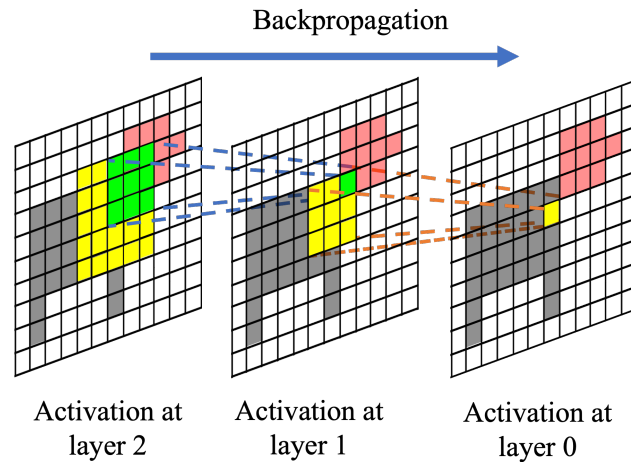 Backpropagation
Activation at
layer 2
Activation at
layer 1
Activation at
layer 0